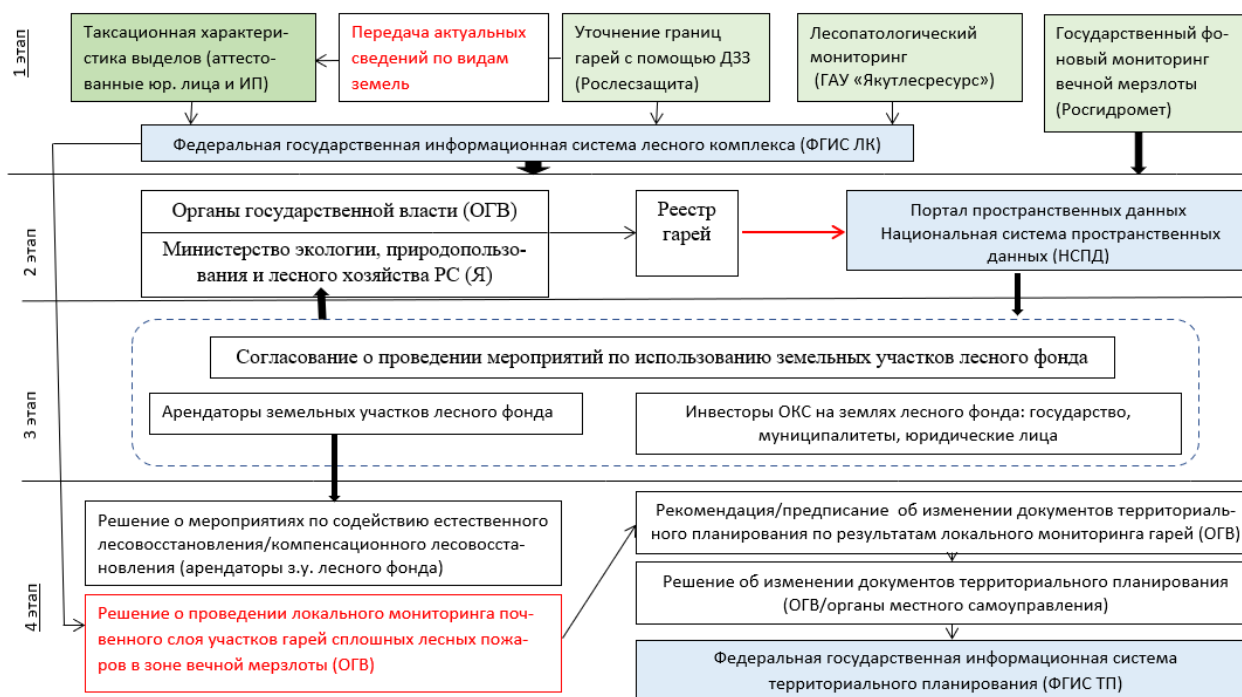 1 этап
Таксационная характери-
стика выделов (аттесто-
ванные юр. лица и ИП)
Передача актуальных
сведений по видам
земель
Уточнение границ
гарей с помощью ДЗЗ
(Рослесзащита)
Лесопатологический
мониторинг
(ГАУ «Якутлесресурс»)
Государственный фо-
новый мониторинг
вечной мерзлоты
(Росгидромет)
Федеральная государственная информационная система лесного комплекса (ФГИС ЛК)
2 этап
Органы государственной власти (ОГВ)
Министерство экологии, природопользо-
вания и лесного хозяйства РС (Я)
Реестр
гарей
Портал пространственных данных
Национальная система пространственных
данных (НСПД)
3 этап
Согласование о проведении мероприятий по использованию земельных участков лесного фонда
Арендаторы земельных участков лесного фонда
Инвесторы ОКС на землях лесного фонда: государство,
муниципалитеты, юридические лица
4 этап
Решение о мероприятиях по содействию естественного
лесовосстановления/компенсационного лесовосста-
новления (арендаторы з.у. лесного фонда)
Решение о проведении локального мониторинга поч-
венного слоя участков гарей сплошных лесных пожа-
ров в зоне вечной мерзлоты (ОГВ)
Рекомендация/предписание об изменении документов территориаль-
ного планирования по результатам локального мониторинга гарей (ОГВ)
Решение об изменении документов территориального планирования
(ОГВ/органы местного самоуправления)
Федеральная государственная информационная система
территориального планирования (ФГИС ТП)